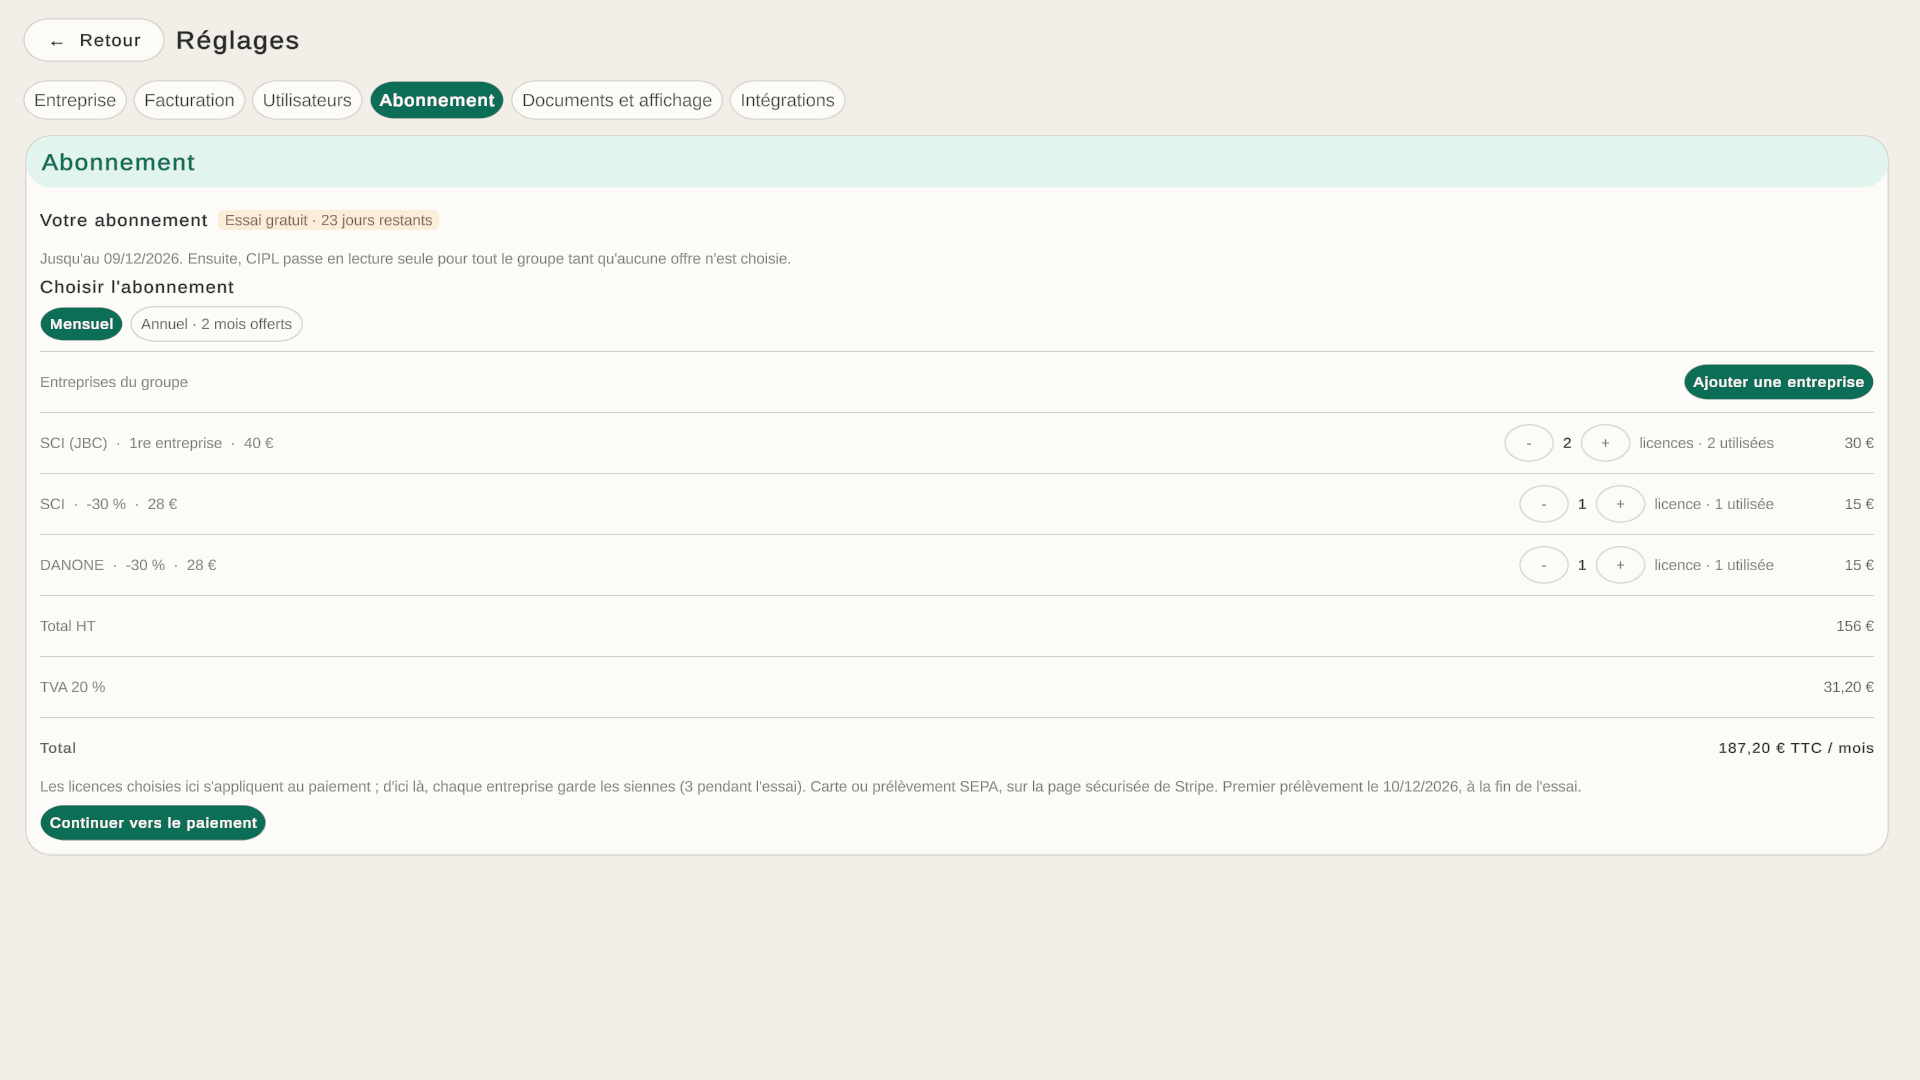 ← Retour Réglages
Entreprise Facturation Utilisateurs Abonnement Documents et affichage Intégrations
Abonnement
Votre abonnement Essai gratuit · 23 jours restants
Jusqu'au 09/12/2026. Ensuite, CIPL passe en lecture seule pour tout le groupe tant qu'aucune offre n'est choisie.
Choisir l'abonnement
Mensuel Annuel · 2 mois offerts
Entreprises du groupe Ajouter une entreprise
SCI (JBC) · 1re entreprise · 40 € - 2 + licences · 2 utilisées 30 €
SCI · -30 % · 28 € - 1 + licence · 1 utilisée 15 €
DANONE · -30 % · 28 € - 1 + licence · 1 utilisée 15 €
Total HT 156 €
TVA 20 % 31,20 €
Total 187,20 € TTC / mois
Les licences choisies ici s'appliquent au paiement ; d'ici là, chaque entreprise garde les siennes (3 pendant l'essai). Carte ou prélèvement SEPA, sur la page sécurisée de Stripe. Premier prélèvement le 10/12/2026, à la fin de l'essai.
Continuer vers le paiement